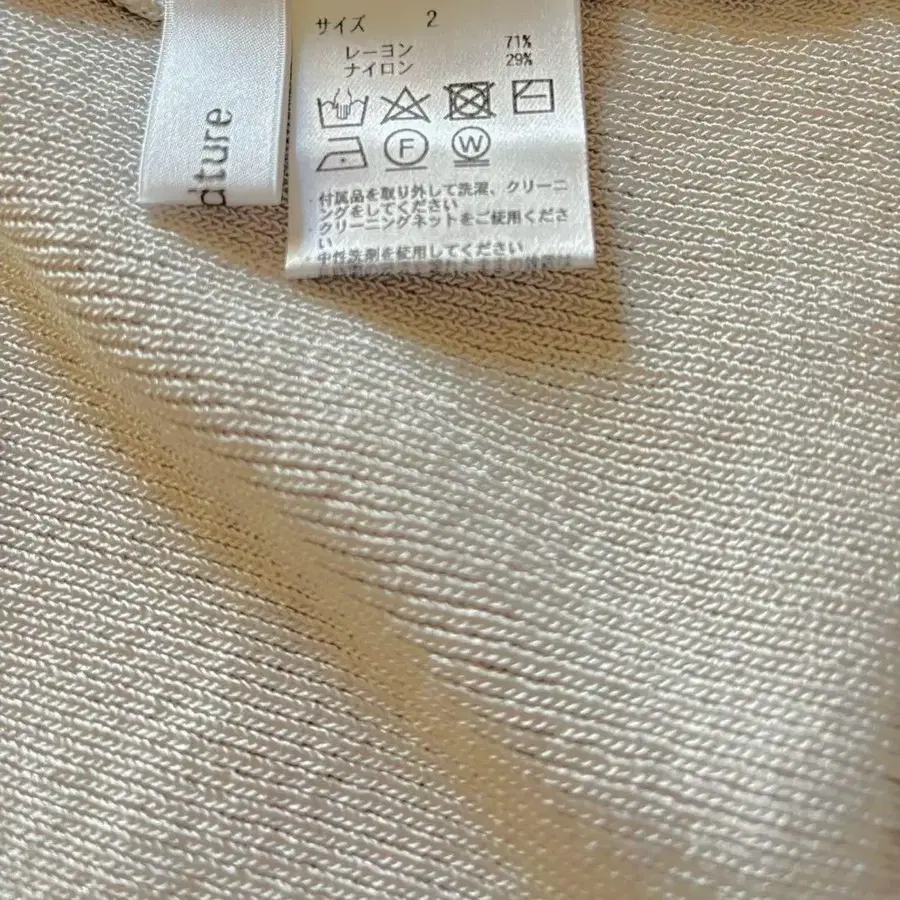 dture
サイズ 2
レーヨン 71%
ナイロン 29%
F W
付属品を取り外して洗濯、クリーニ
ングをしてください
クリーニングネットをご使用くださ
い
中性洗剤を使用してください